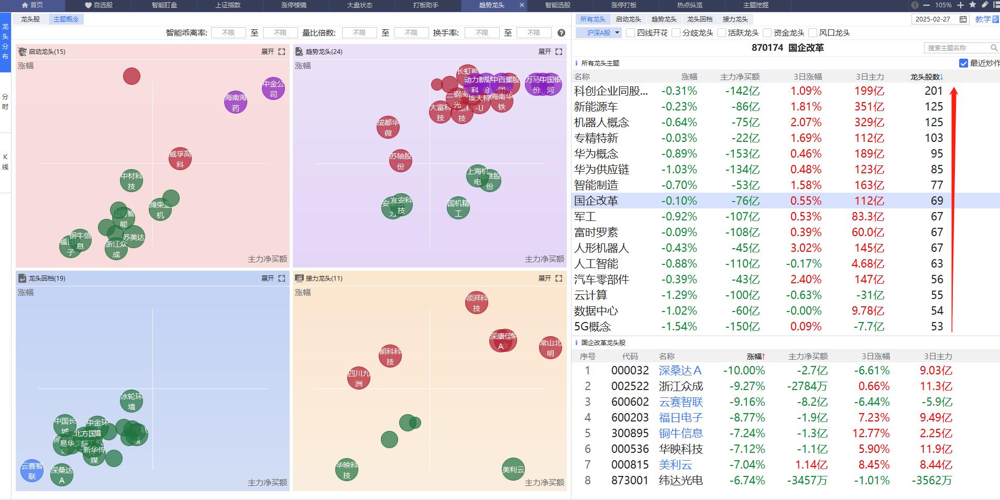 首页 自选股 智能盯盘 上证指数 涨停棱镜 大盘状态 打板助手 趋势龙头 × 智能选股 涨停打板 热点纵览 主题挖掘 105%
龙头分布
分时
K线
龙头股 主题概念
智能乖离率: 不限 至 不限 量比倍数: 不限 至 不限 换手率: 不限 至 不限
启动龙头(15) 展开
涨幅
中金公司
海南海药
威孚高科
中材科技
潍柴重机
山河智能
苏美达
铜牛信息
福日电子
浙江众成
主力净买额
趋势龙头(24) 展开
涨幅
长虹能
动力新科
份
中百集团
股
万马
份
中国银河
三钢闽光
埃夫特-U
海南华铁
大富科技
技
成都华微
苏轴股份
上海机电
股份
宜安科技
安
力
国机精工
主力净买额
龙头回档(19) 展开
涨幅
冰轮环境
中国长城
中金环境
北方国际
同
份
易华录
新华传媒
联
云赛智联
深桑达A
主力净买额
接力龙头(11) 展开
涨幅
领湃科技
深康佳A
常山北明
朗科科技
四川九洲
华映科技
美利云
主力净买额
所有龙头 启动龙头 趋势龙头 龙头回档 接力龙头 2025-02-27 教学
沪深A股 四线开花 分歧龙头 活跃龙头 资金龙头 风口龙头
870174 国企改革 搜索主题名称
所有龙头主题 最近炒作
名称 涨幅 主力净买额 3日涨幅 3日主力 龙头股数↓
科创企业同股... -0.31% -142亿 1.09% 199亿 201
新能源车 -0.23% -86亿 1.81% 351亿 125
机器人概念 -0.64% -75亿 2.07% 329亿 125
专精特新 -0.03% -22亿 1.69% 112亿 103
华为概念 -0.89% -153亿 0.46% 189亿 95
华为供应链 -1.03% -134亿 0.48% 123亿 85
智能制造 -0.70% -53亿 1.58% 163亿 77
国企改革 -0.10% -76亿 0.55% 112亿 69
军工 -0.92% -107亿 0.53% 83.3亿 67
富时罗素 -0.09% -108亿 0.39% 60.0亿 67
人形机器人 -0.43% -45亿 3.02% 145亿 67
人工智能 -0.88% -110亿 -0.17% 4.68亿 63
汽车零部件 -0.39% -43亿 2.40% 147亿 56
云计算 -1.29% -100亿 -0.63% -31亿 55
数据中心 -1.02% -60亿 -0.00% 9.78亿 54
5G概念 -1.54% -150亿 0.09% -7.7亿 53
国企改革龙头股
序号 代码 名称 涨幅↑ 主力净买额 3日涨幅 3日主力
1 000032 深桑达A -10.00% -2.7亿 -6.61% 9.03亿
2 002522 浙江众成 -9.27% -2784万 0.66% 11.3亿
3 600602 云赛智联 -9.16% -8.2亿 -6.44% -5.9亿
4 600203 福日电子 -8.77% -1.9亿 7.23% 9.49亿
5 300895 铜牛信息 -7.24% -1.3亿 12.77% 2.25亿
6 000536 华映科技 -7.12% -1.1亿 5.90% 11.9亿
7 000815 美利云 -7.04% 1.14亿 8.45% 8.44亿
8 873001 纬达光电 -6.74% -3457万 -1.01% -3562万